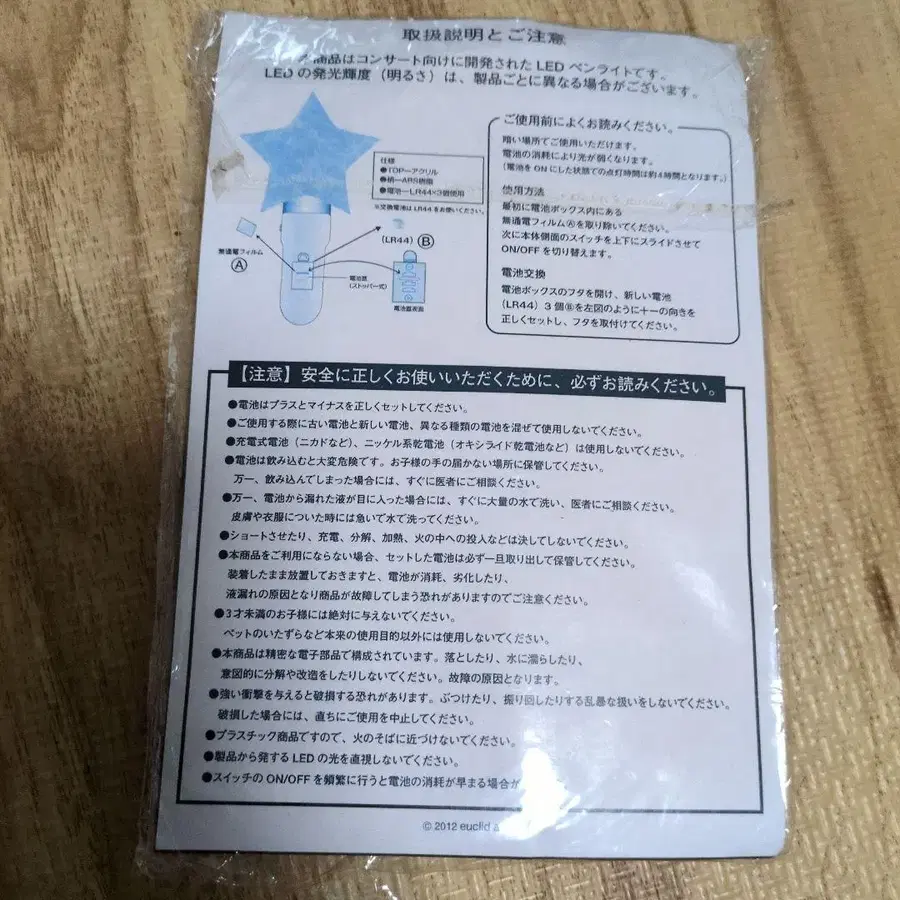 取扱説明とご注意
本商品はコンサート向けに開発された LED ペンライトです。
LED の発光輝度（明るさ）は、製品ごとに異なる場合がございます。
仕様
●TOP―アクリル
●柄―ABS樹脂
●電池―LR44×3個使用
※交換電池は LR44 をお使いください。
無通電フィルム
Ⓐ
(LR44) Ⓑ
電池蓋
(ストッパー式)
電池蓋裏面
ご使用前によくお読みください。
暗い場所でご使用いただけます。
電池の消耗により光が弱くなります。
(電池を ON にした状態での点灯時間は約4時間となります。)
使用方法
最初に電池ボックス内にある
無通電フィルムⒶを取り除いてください。
次に本体側面のスイッチを上下にスライドさせて
ON/OFF を切り替えます。
電池交換
電池ボックスのフタを開け、新しい電池
(LR44) 3 個Ⓑを左図のように＋－の向きを
正しくセットし、フタを取付けてください。
【注意】安全に正しくお使いいただくために、必ずお読みください。
●電池はプラスとマイナスを正しくセットしてください。
●ご使用する際に古い電池と新しい電池、異なる種類の電池を混ぜて使用しないでください。
●充電式電池（ニカドなど）、ニッケル系乾電池（オキシライド乾電池など）は使用しないでください。
●電池は飲み込むと大変危険です。お子様の手の届かない場所に保管してください。
万一、飲み込んでしまった場合には、すぐに医者にご相談ください。
●万一、電池から漏れた液が目に入った場合には、すぐに大量の水で洗い、医者にご相談ください。
皮膚や衣服についた時には急いで水で洗ってください。
●ショートさせたり、充電、分解、加熱、火の中への投入などは決してしないでください。
●本商品をご利用にならない場合、セットした電池は必ず一旦取り出して保管してください。
装着したまま放置しておきますと、電池が消耗、劣化したり、
液漏れの原因となり商品が故障してしまう恐れがありますのでご注意ください。
●3才未満のお子様には絶対に与えないでください。
ペットのいたずらなど本来の使用目的以外には使用しないでください。
●本商品は精密な電子部品で構成されています。落としたり、水に濡らしたり、
意図的に分解や改造をしたりしないでください。故障の原因となります。
●強い衝撃を与えると破損する恐れがあります。ぶつけたり、振り回したりする乱暴な扱いをしないでください。
破損した場合には、直ちにご使用を中止してください。
●プラスチック商品ですので、火のそばに近づけないでください。
●製品から発する LED の光を直視しないでください。
●スイッチの ON/OFF を頻繁に行うと電池の消耗が早まる場合が
© 2012 euclid